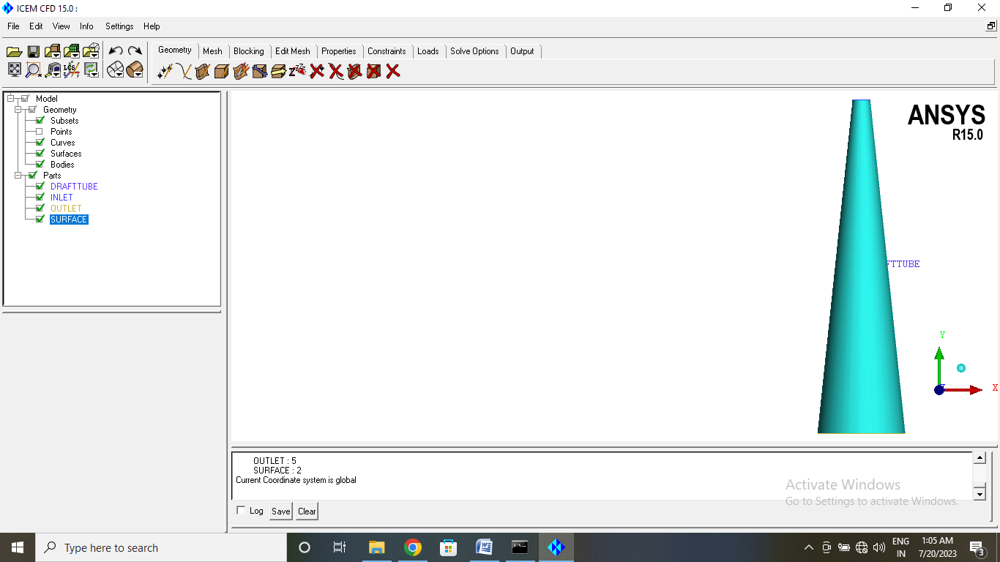 ICEM CFD 15.0 :
File Edit View Info Settings Help
Geometry Mesh Blocking Edit Mesh Properties Constraints Loads Solve Options Output
LCS
Model
Geometry
Subsets
Points
Curves
Surfaces
Bodies
Parts
DRAFTTUBE
INLET
OUTLET
SURFACE
ANSYS
R15.0
FTTUBE
Y
X
OUTLET : 5
SURFACE : 2
Current Coordinate system is global
Log Save Clear
Activate Windows
Go to Settings to activate Windows.
Type here to search
ENG
IN
1:05 AM
7/20/2023
3